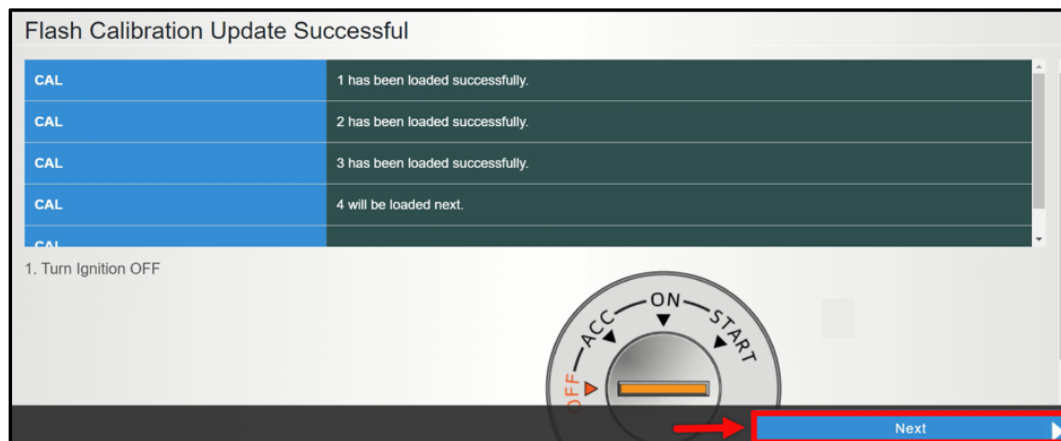 Flash Calibration Update Successful
CAL 1 has been loaded successfully.
CAL 2 has been loaded successfully.
CAL 3 has been loaded successfully.
CAL 4 will be loaded next.
CAL
1. Turn Ignition OFF
OFF ACC ON START
Next